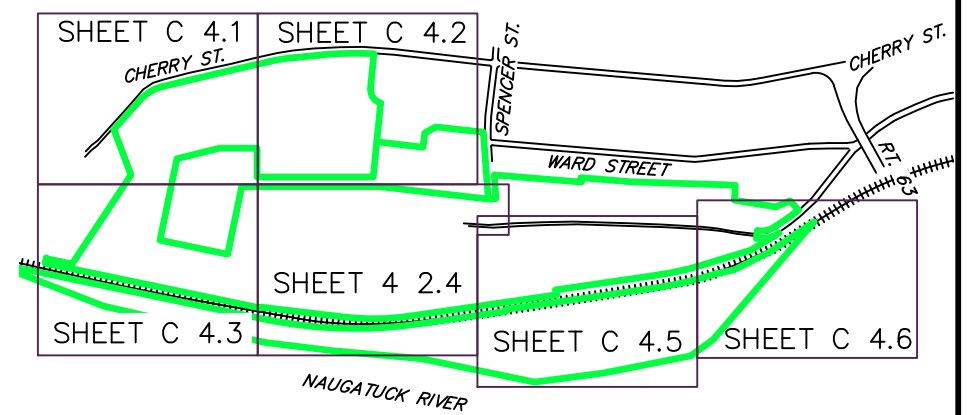 SHEET C 4.1
SHEET C 4.2
SPENCER ST.
CHERRY ST.
CHERRY ST.
WARD STREET
RT. 63
SHEET 4 2.4
SHEET C 4.3
SHEET C 4.5
SHEET C 4.6
NAUGATUCK RIVER